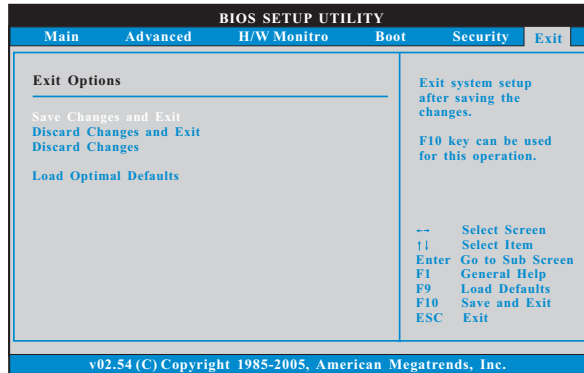 BIOS SETUP UTILITY
Main Advanced H/W Monitro Boot Security Exit
Exit Options
Save Changes and Exit
Discard Changes and Exit
Discard Changes
Load Optimal Defaults
Exit system setup
after saving the
changes.
F10 key can be used
for this operation.
←→ Select Screen
↑↓ Select Item
Enter Go to Sub Screen
F1 General Help
F9 Load Defaults
F10 Save and Exit
ESC Exit
v02.54 (C) Copyright 1985-2005, American Megatrends, Inc.